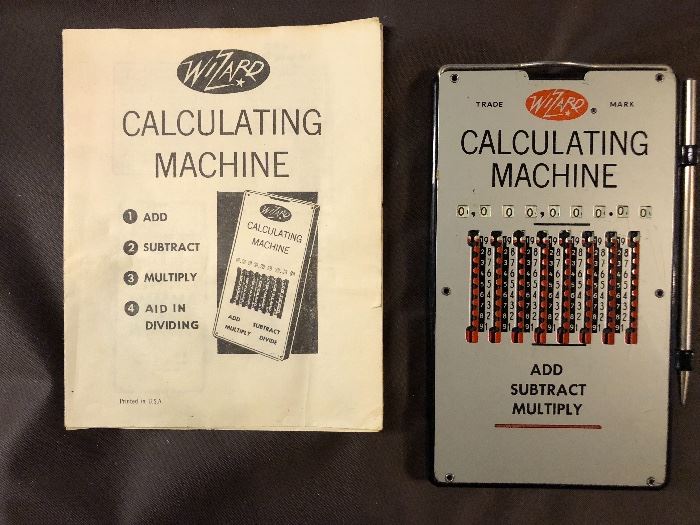 WIZARD
CALCULATING
MACHINE
1 ADD
2 SUBTRACT
3 MULTIPLY
4 AID IN
DIVIDING
WIZARD
CALCULATING
MACHINE
ADD SUBTRACT
MULTIPLY DIVIDE
Printed in U.S.A.
TRADE WIZARD ® MARK
CALCULATING
MACHINE
0,0 0 0,0 0 0.0 0
ADD
SUBTRACT
MULTIPLY